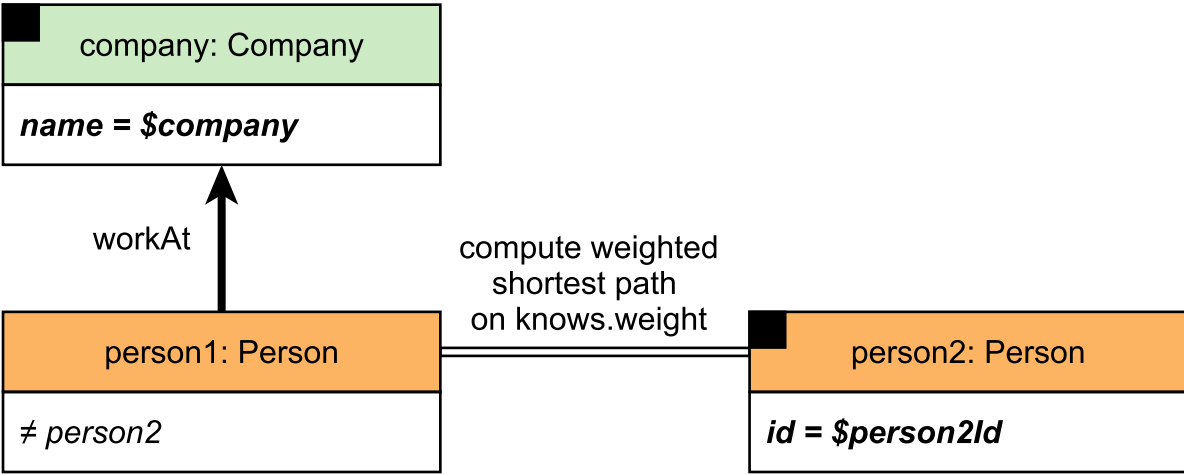 company: Company
name = $company
workAt
compute weighted
shortest path
on knows.weight
person1: Person
person2: Person
≠ person2
id = $person2Id